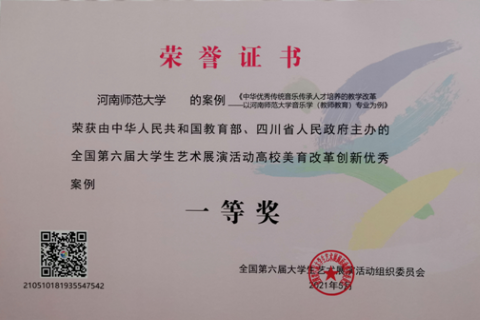 荣誉证书
河南师范大学 的案例 《中华优秀传统音乐传承人才培养的教学改革
——以河南师范大学音乐学（教师教育）专业为例》
荣获由中华人民共和国教育部、四川省人民政府主办的
全国第六届大学生艺术展演活动高校美育改革创新优秀
案例
一等奖
210510181935547542
全国第六届大学生艺术展演活动组织委员会
2021年5月